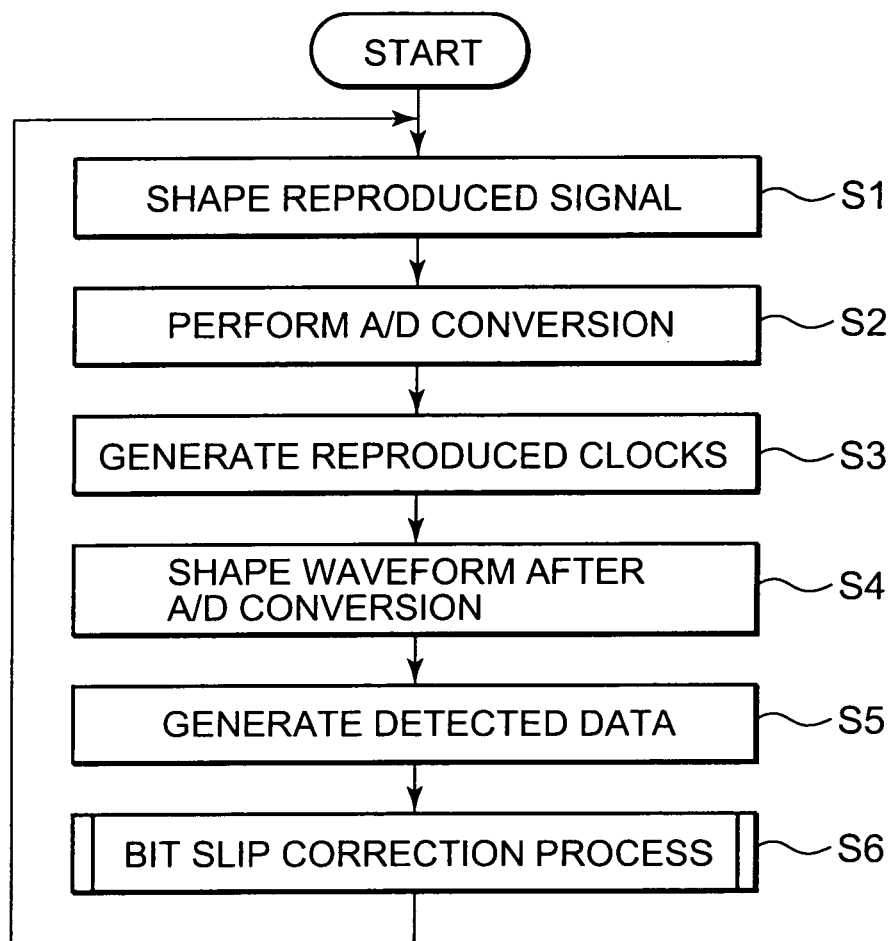 START
SHAPE REPRODUCED SIGNAL
S1
PERFORM A/D CONVERSION
S2
GENERATE REPRODUCED CLOCKS
S3
SHAPE WAVEFORM AFTER
A/D CONVERSION
S4
GENERATE DETECTED DATA
S5
BIT SLIP CORRECTION PROCESS
S6